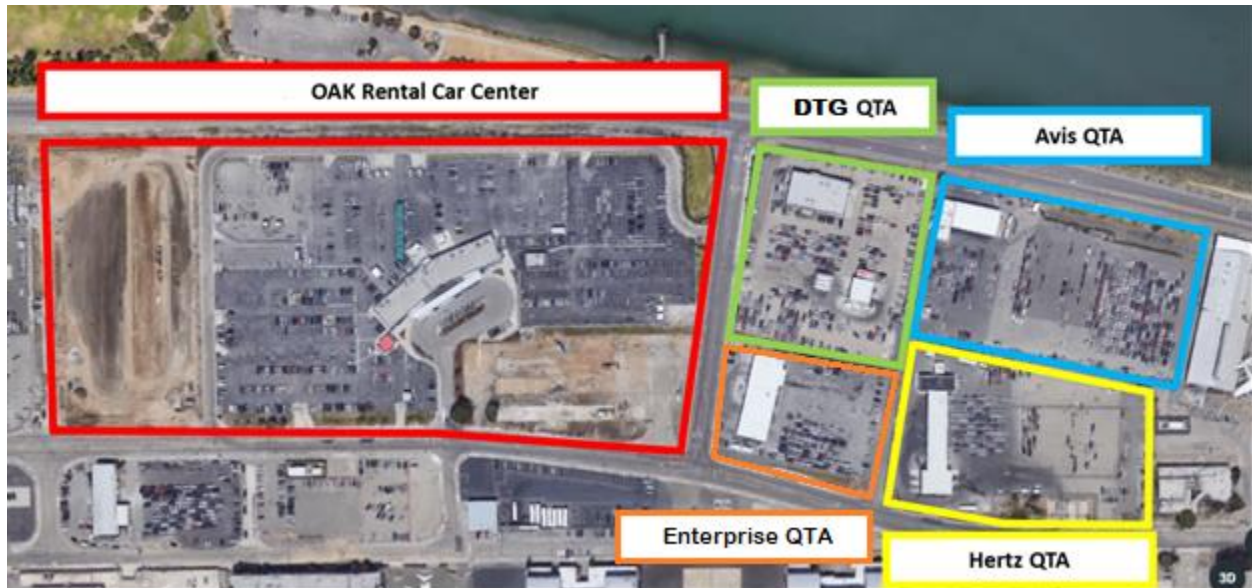 OAK Rental Car Center
DTG QTA
Avis QTA
Enterprise QTA
Hertz QTA
3D